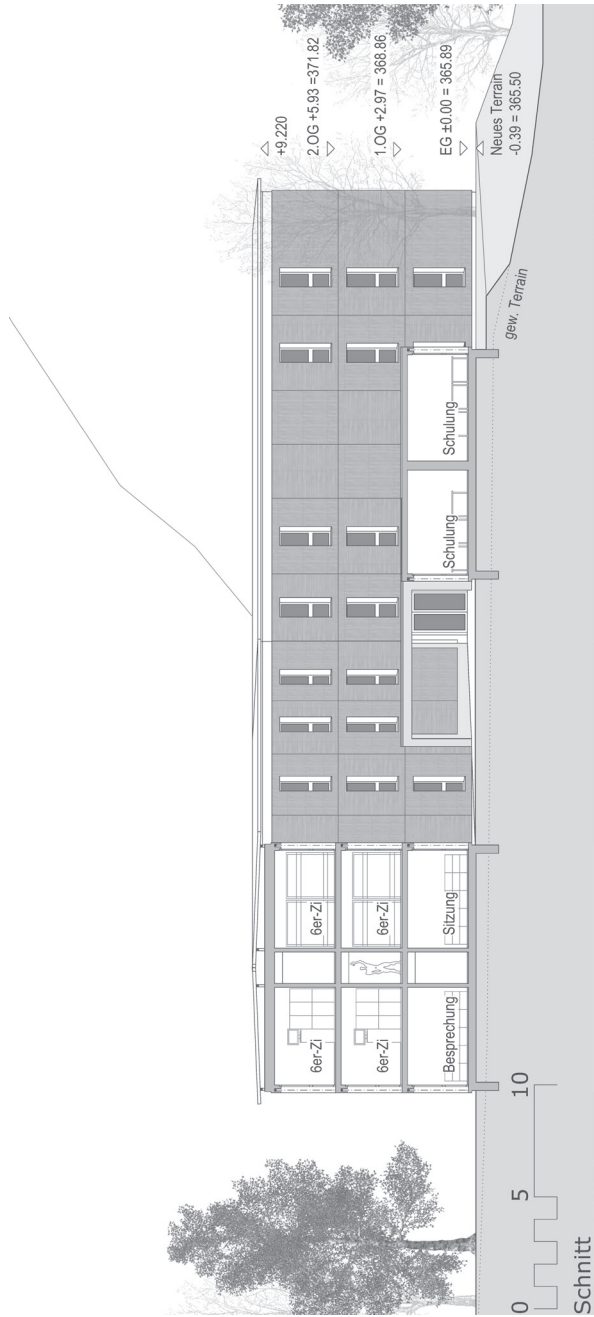 +9.220
2.OG +5.93 =371.82
1.OG +2.97 = 368.86
EG ±0.00 = 365.89
Neues Terrain
-0.39 = 365.50
gew. Terrain
6er-Zi
6er-Zi
6er-Zi
6er-Zi
Besprechung
Sitzung
Schulung
Schulung
0
5
10
Schnitt